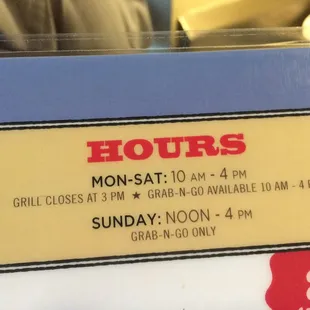 HOURS
MON-SAT: 10 AM - 4 PM
GRILL CLOSES AT 3 PM ★ GRAB-N-GO AVAILABLE 10 AM - 4
SUNDAY: NOON - 4 PM
GRAB-N-GO ONLY